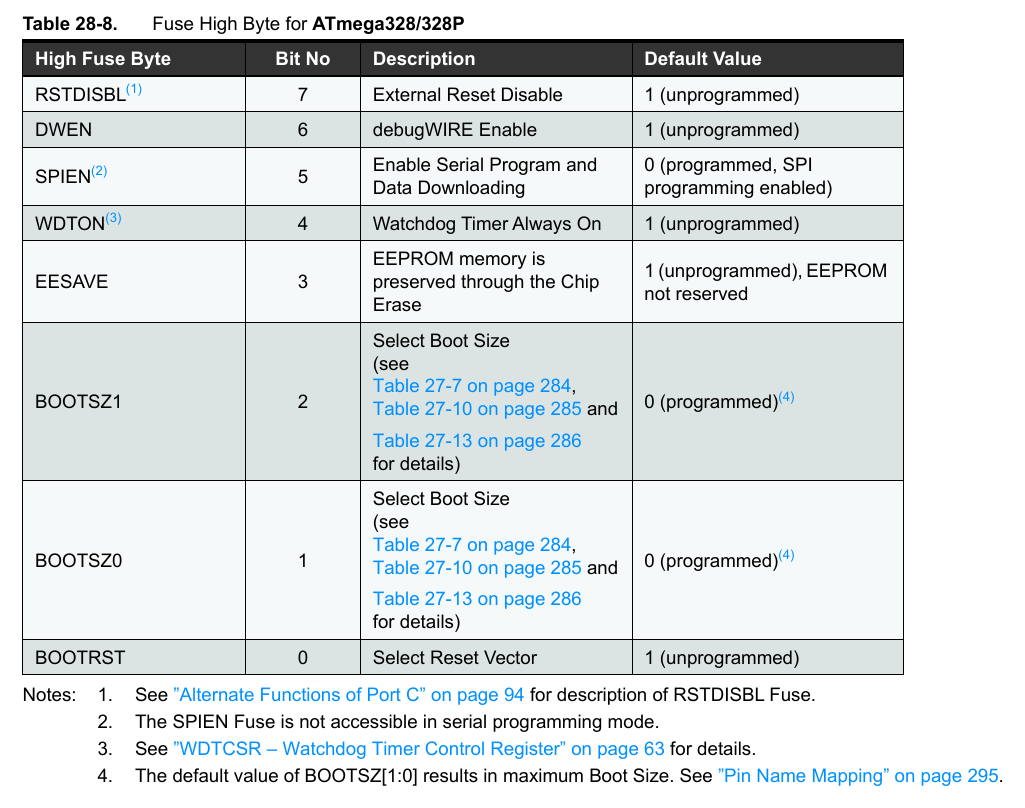 Table 28-8. Fuse High Byte for ATmega328/328P
High Fuse Byte Bit No Description Default Value
RSTDISBL(1) 7 External Reset Disable 1 (unprogrammed)
DWEN 6 debugWIRE Enable 1 (unprogrammed)
SPIEN(2) 5 Enable Serial Program and
Data Downloading
0 (programmed, SPI
programming enabled)
WDTON(3) 4 Watchdog Timer Always On 1 (unprogrammed)
EESAVE 3 EEPROM memory is
preserved through the Chip
Erase
1 (unprogrammed), EEPROM
not reserved
BOOTSZ1 2 Select Boot Size
(see
Table 27-7 on page 284,
Table 27-10 on page 285 and
Table 27-13 on page 286
for details)
0 (programmed)(4)
BOOTSZ0 1 Select Boot Size
(see
Table 27-7 on page 284,
Table 27-10 on page 285 and
Table 27-13 on page 286
for details)
0 (programmed)(4)
BOOTRST 0 Select Reset Vector 1 (unprogrammed)
Notes: 1. See ”Alternate Functions of Port C” on page 94 for description of RSTDISBL Fuse.
2. The SPIEN Fuse is not accessible in serial programming mode.
3. See ”WDTCSR – Watchdog Timer Control Register” on page 63 for details.
4. The default value of BOOTSZ[1:0] results in maximum Boot Size. See ”Pin Name Mapping” on page 295.